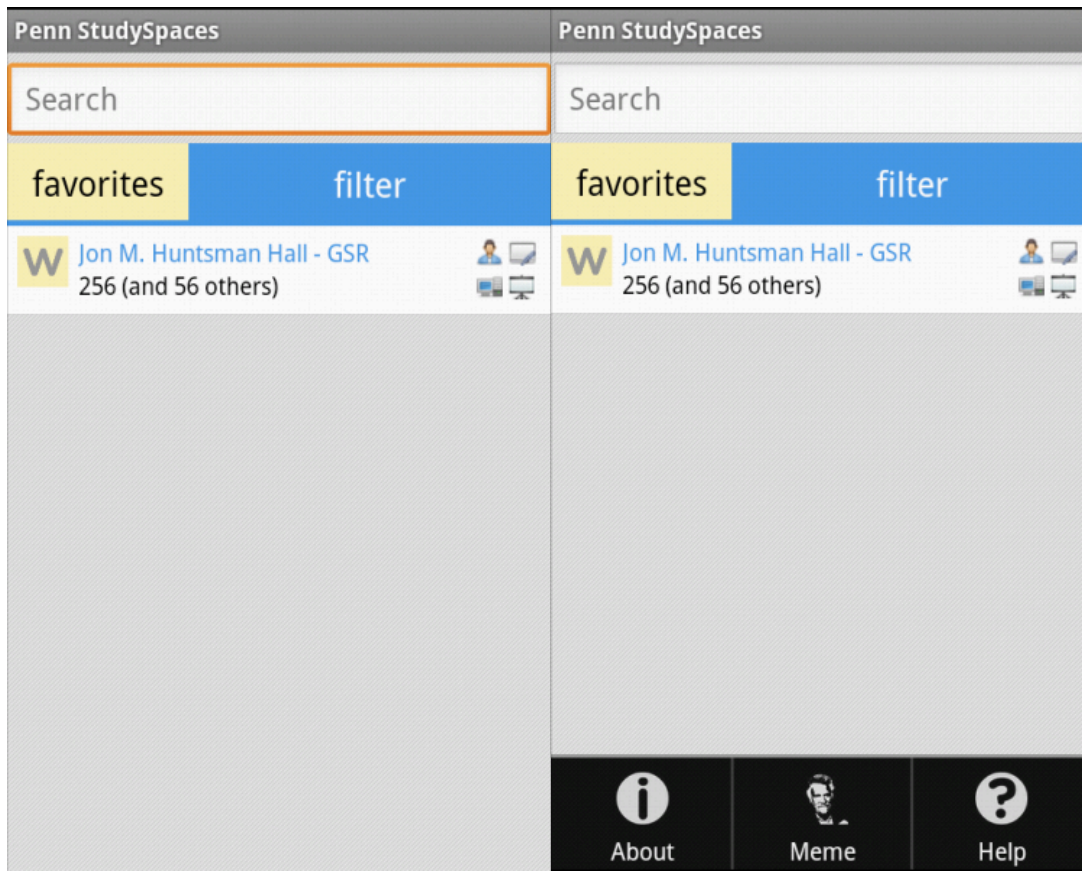 Penn StudySpaces
Search
favorites filter
W Jon M. Huntsman Hall - GSR
256 (and 56 others)
Penn StudySpaces
Search
favorites filter
W Jon M. Huntsman Hall - GSR
256 (and 56 others)
About Meme Help